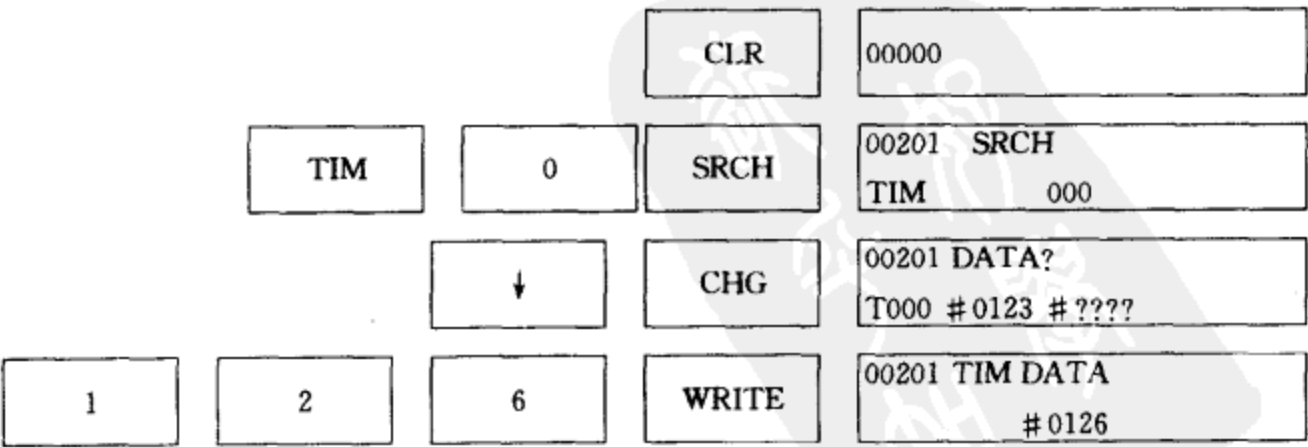 CLR 00000
TIM 0 SRCH 00201 SRCH
TIM 000
↓ CHG 00201 DATA?
T000 #0123 #????
1 2 6 WRITE 00201 TIM DATA
#0126